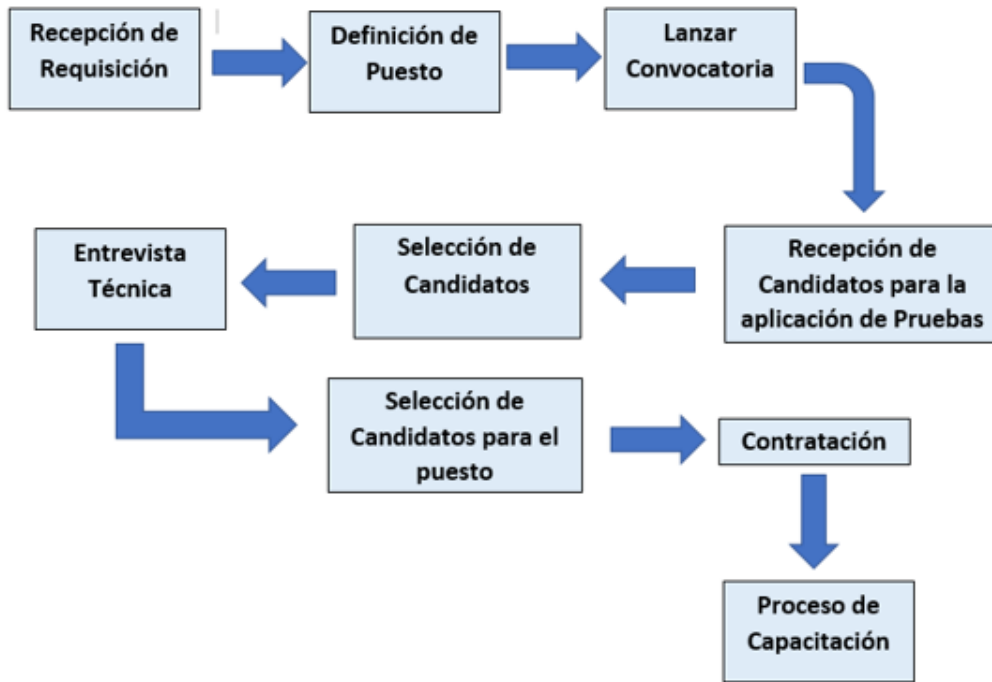 Recepción de
Requisición
Definición de
Puesto
Lanzar
Convocatoria
Recepción de
Candidatos para la
aplicación de Pruebas
Selección de
Candidatos
Entrevista
Técnica
Selección de
Candidatos para el
puesto
Contratación
Proceso de
Capacitación